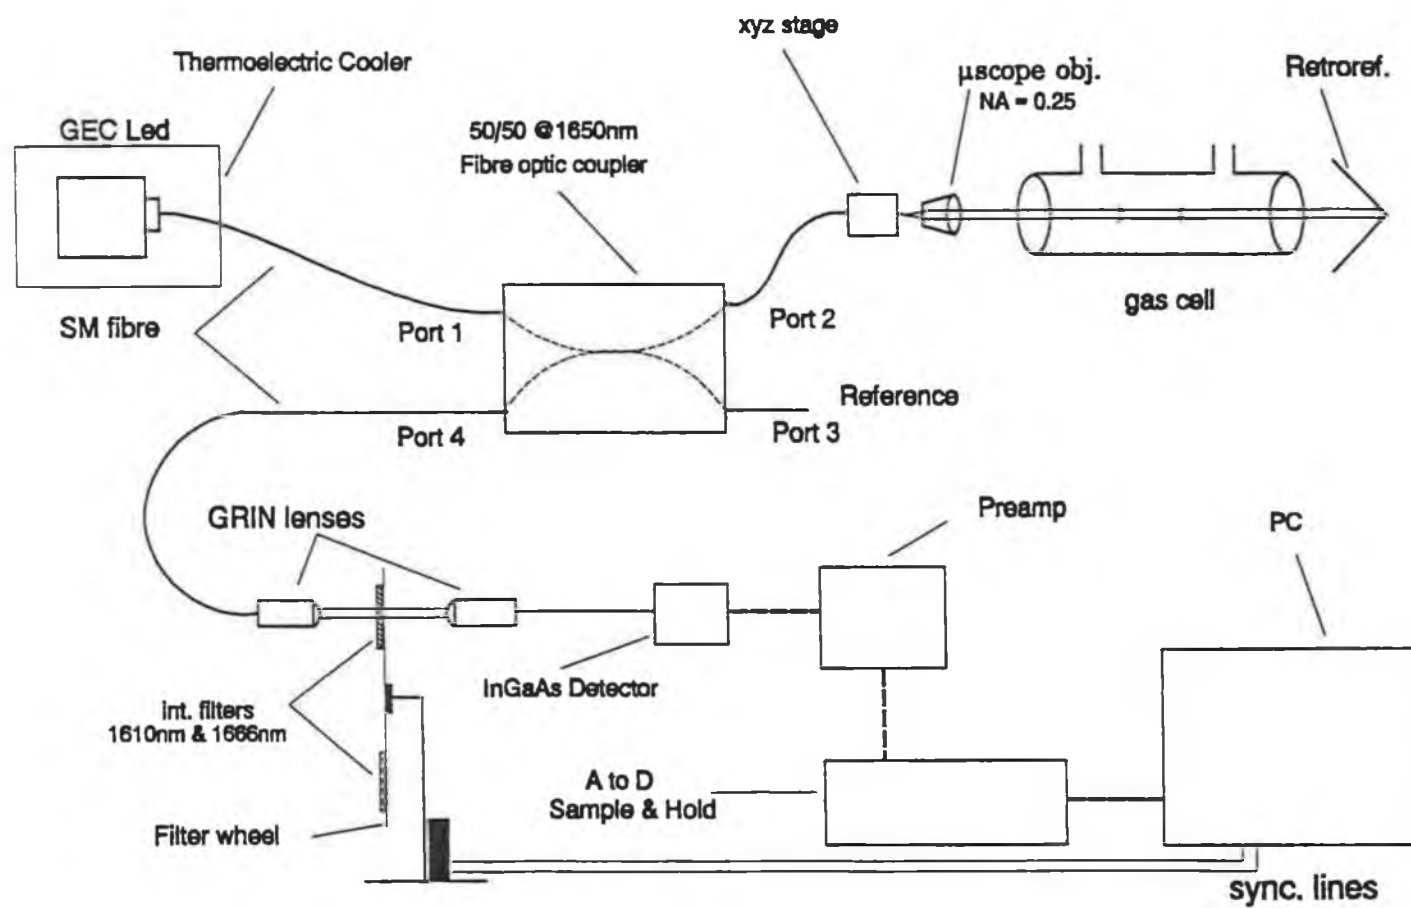 xyz stage
Thermoelectric Cooler
μscope obj.
NA = 0.25
Retroref.
GEC Led
50/50 @1650nm
Fibre optic coupler
gas cell
SM fibre
Port 1
Port 2
Reference
Port 4
Port 3
GRIN lenses
Preamp
PC
InGaAs Detector
int. filters
1610nm & 1666nm
A to D
Sample & Hold
Filter wheel
sync. lines